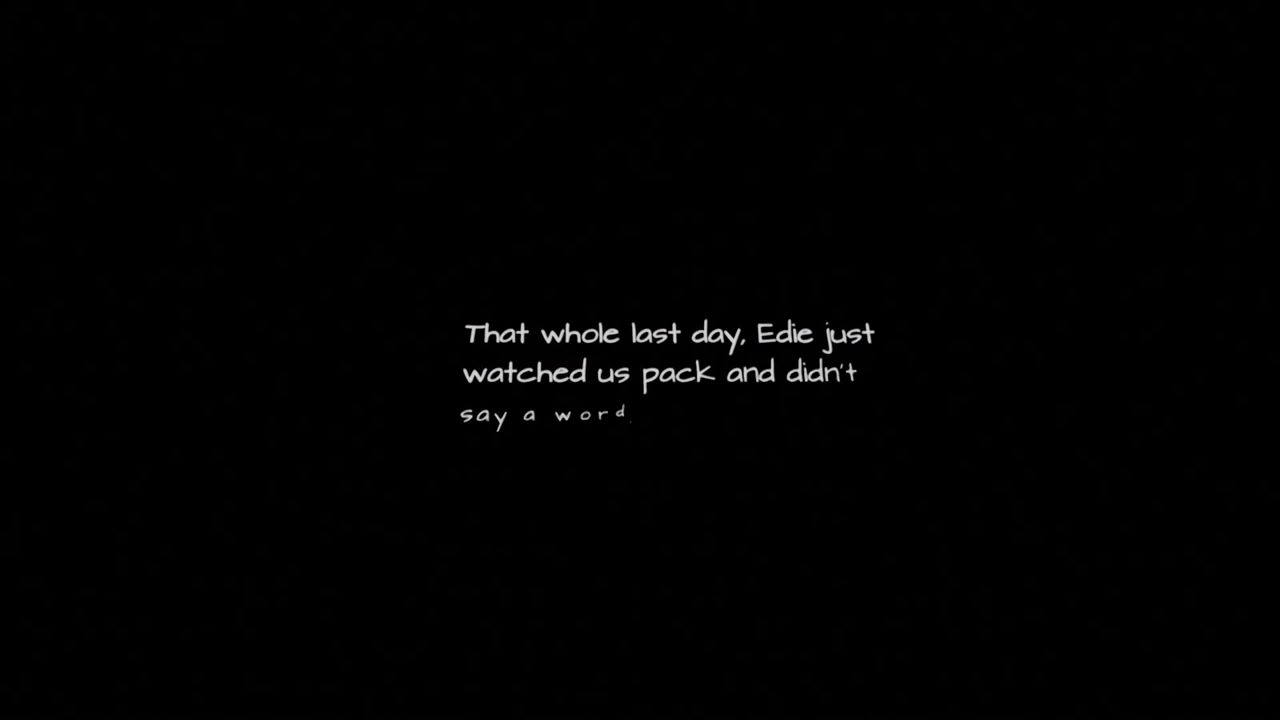 That whole last day, Edie just
watched us pack and didn't
say a word.